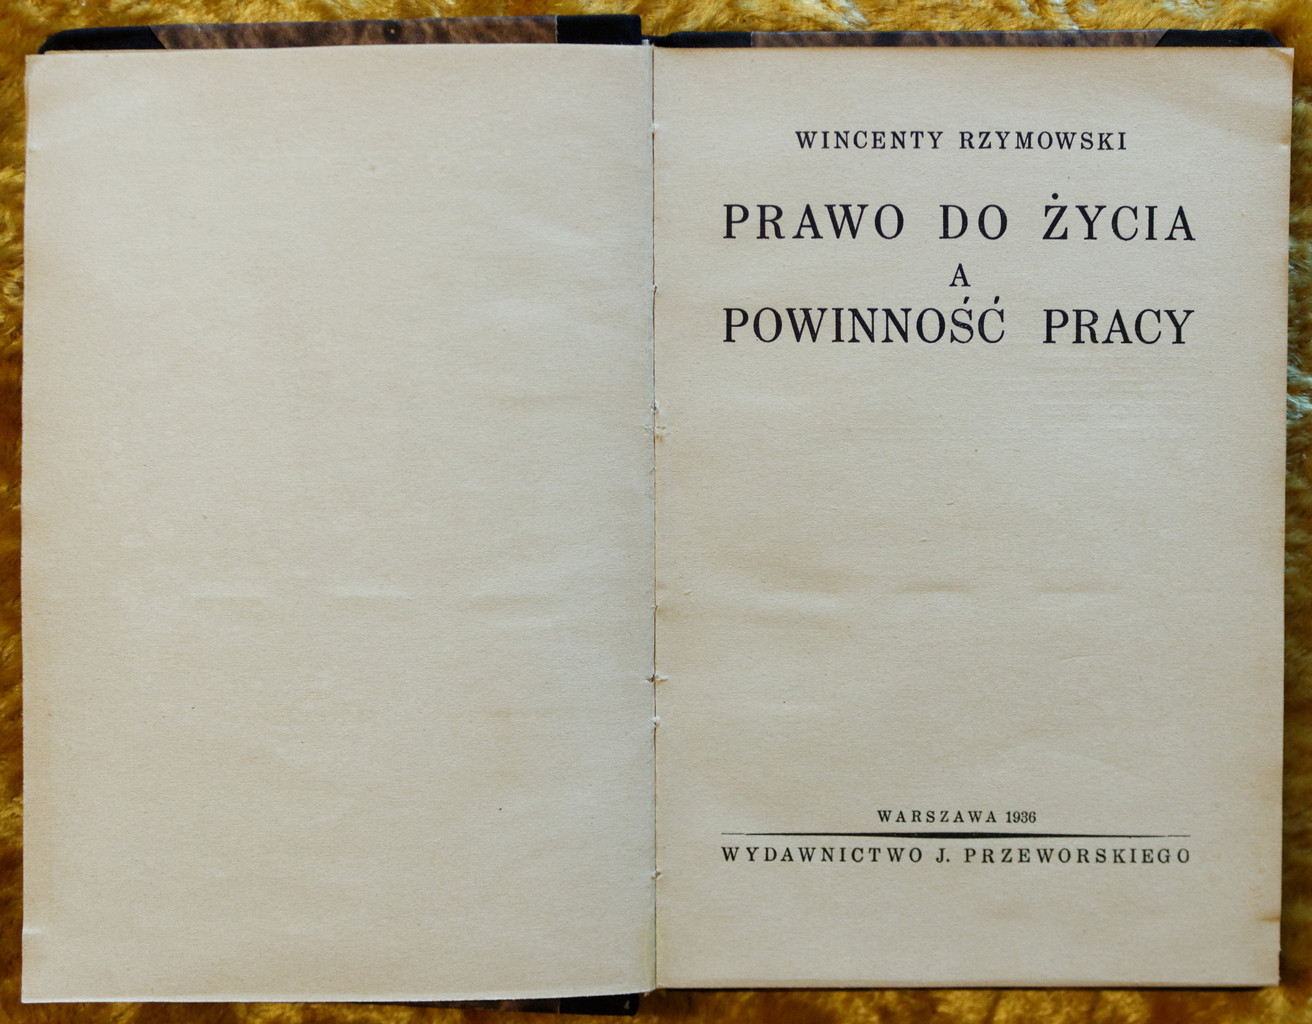 WINCENTY RZYMOWSKI
PRAWO DO ŻYCIA
A
POWINNOŚĆ PRACY
WARSZAWA 1936
WYDAWNICTWO J. PRZEWORSKIEGO